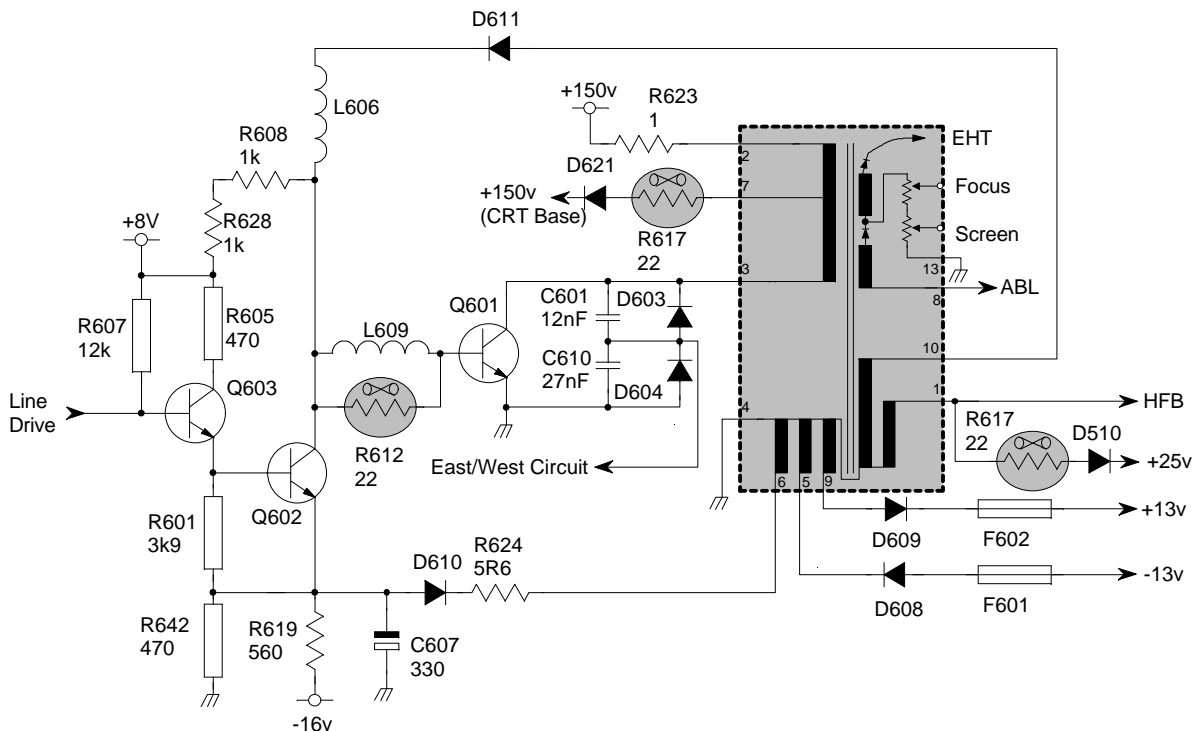 D611
+150v
R623
1
L606
EHT
R608
1k
2
D621
7
+150v
(CRT Base)
Focus
+8V
R628
1k
R617
22
Screen
3
13
Q601
C601
12nF
D603
8
ABL
R607
12k
R605
470
L609
10
C610
27nF
Q603
D604
1
Line
Drive
4
HFB
R617
22
D510
R612
22
East/West Circuit
+25v
6
5
9
Q602
R601
3k9
+13v
D609
F602
D610
R624
5R6
-13v
D608
F601
R642
470
R619
560
C607
330
-16v